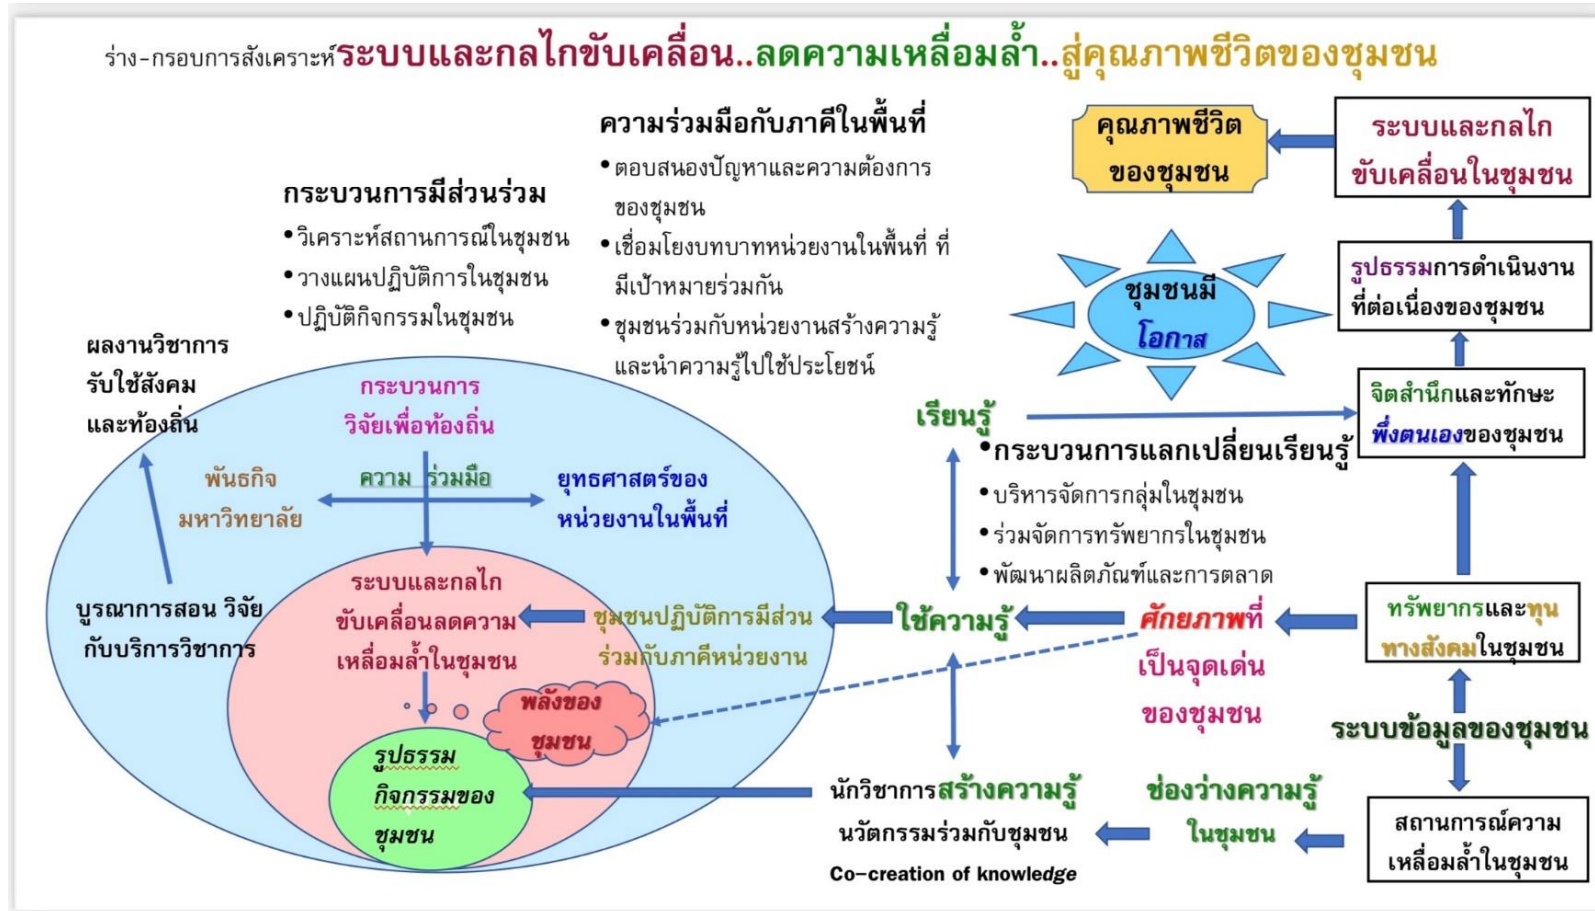 ร่าง-กรอบการสังเคราะห์ระบบและกลไกขับเคลื่อน..ลดความเหลื่อมล้ำ..สู่คุณภาพชีวิตของชุมชน
ความร่วมมือกับภาคีในพื้นที่
•ตอบสนองปัญหาและความต้องการ
ของชุมชน
•เชื่อมโยงบทบาทหน่วยงานในพื้นที่ ที่
มีเป้าหมายร่วมกัน
•ชุมชนร่วมกับหน่วยงานสร้างความรู้
และนำความรู้ไปใช้ประโยชน์
กระบวนการมีส่วนร่วม
•วิเคราะห์สถานการณ์ในชุมชน
•วางแผนปฏิบัติการในชุมชน
•ปฏิบัติกิจกรรมในชุมชน
คุณภาพชีวิต
ของชุมชน
ระบบและกลไก
ขับเคลื่อนในชุมชน
ชุมชนมี
โอกาส
รูปธรรมการดำเนินงาน
ที่ต่อเนื่องของชุมชน
ผลงานวิชาการ
รับใช้สังคม
และท้องถิ่น
กระบวนการ
วิจัยเพื่อท้องถิ่น
เรียนรู้
จิตสำนึกและทักษะ
พึ่งตนเองของชุมชน
•กระบวนการแลกเปลี่ยนเรียนรู้
•บริหารจัดการกลุ่มในชุมชน
•ร่วมจัดการทรัพยากรในชุมชน
•พัฒนาผลิตภัณฑ์และการตลาด
พันธกิจ
มหาวิทยาลัย
ความ ร่วมมือ
ยุทธศาสตร์ของ
หน่วยงานในพื้นที่
บูรณาการสอน วิจัย
กับบริการวิชาการ
ระบบและกลไก
ขับเคลื่อนลดความ
เหลื่อมล้ำในชุมชน
ชุมชนปฏิบัติการมีส่วน
ร่วมกับภาคีหน่วยงาน
ใช้ความรู้
ศักยภาพที่
เป็นจุดเด่น
ของชุมชน
ทรัพยากรและทุน
ทางสังคมในชุมชน
พลังของ
ชุมชน
ระบบข้อมูลของชุมชน
รูปธรรม
กิจกรรมของ
ชุมชน
นักวิชาการสร้างความรู้
นวัตกรรมร่วมกับชุมชน
Co-creation of knowledge
ช่องว่างความรู้
ในชุมชน
สถานการณ์ความ
เหลื่อมล้ำในชุมชน